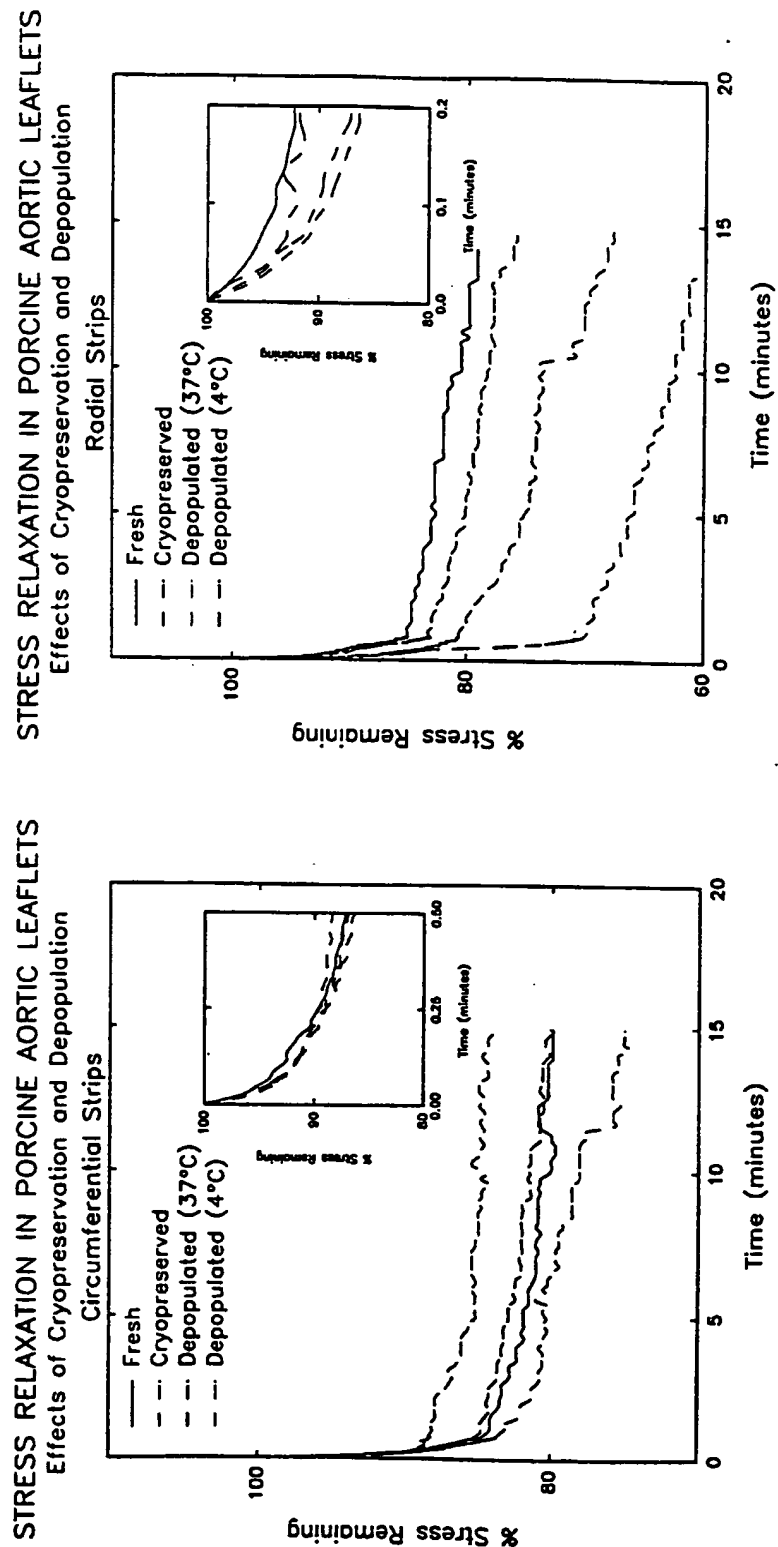 STRESS RELAXATION IN PORCINE AORTIC LEAFLETS
Effects of Cryopreservation and Depopulation
Circumferential Strips
Fresh
Cryopreserved
Depopulated (37°C)
Depopulated (4°C)
% Stress Remaining
100
80
0
5
10
15
20
Time (minutes)
% Stress Remaining
100
90
80
0.00
0.25
0.50
Time (minutes)
STRESS RELAXATION IN PORCINE AORTIC LEAFLETS
Effects of Cryopreservation and Depopulation
Radial Strips
Fresh
Cryopreserved
Depopulated (37°C)
Depopulated (4°C)
% Stress Remaining
100
80
60
0
5
10
15
20
Time (minutes)
% Stress Remaining
100
90
80
0.0
0.1
0.2
Time (minutes)